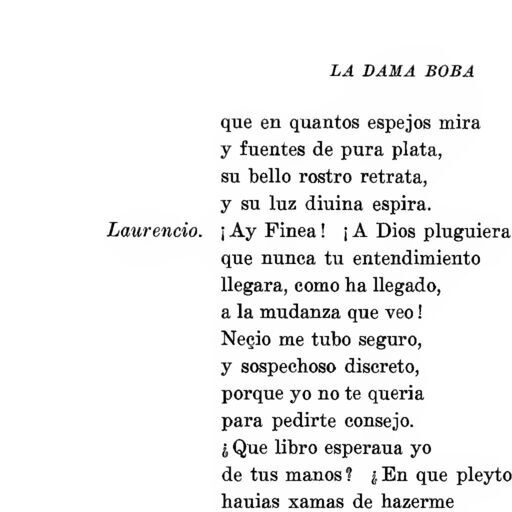 LA DAMA BOBA
que en quantos espejos mira
y fuentes de pura plata,
su bello rostro retrata,
y su luz diuina espira.
Laurencio. ¡Ay Finea! ¡A Dios pluguiera
que nunca tu entendimiento
llegara, como ha llegado,
a la mudanza que veo!
Neçio me tubo seguro,
y sospechoso discreto,
porque yo no te queria
para pedirte consejo.
¿Que libro esperaua yo
de tus manos? ¿En que pleyto
hauias xamas de hazerme